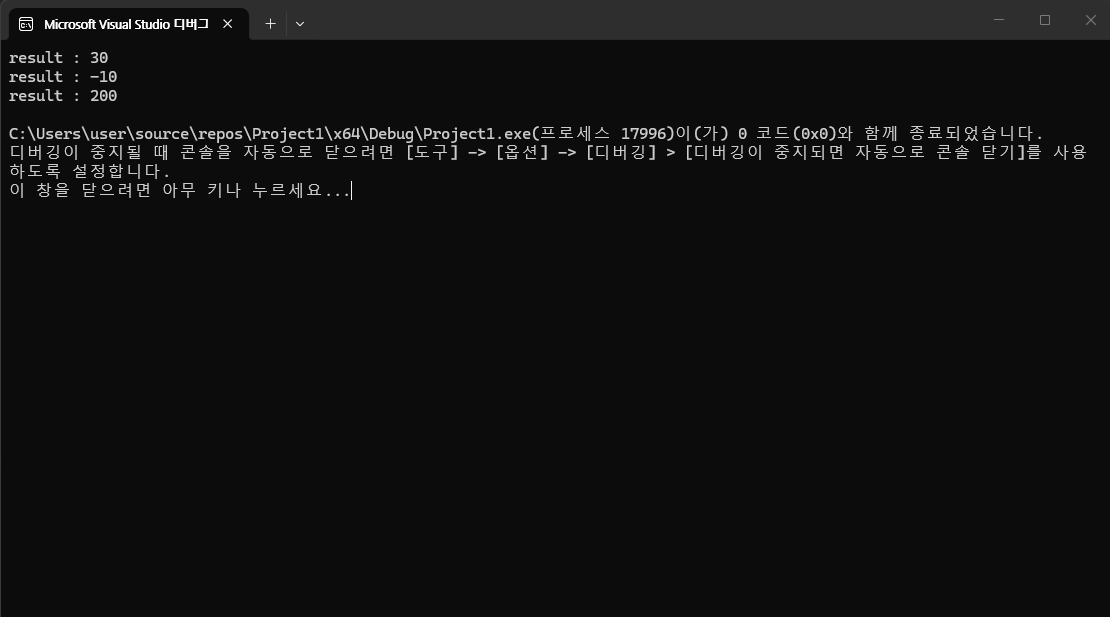 Microsoft Visual Studio 디버그
result : 30
result : -10
result : 200
C:\Users\user\source\repos\Project1\x64\Debug\Project1.exe(프로세스 17996)이(가) 0 코드(0x0)와 함께 종료되었습니다.
디버깅이 중지될 때 콘솔을 자동으로 닫으려면 [도구] -> [옵션] -> [디버깅] > [디버깅이 중지되면 자동으로 콘솔 닫기]를 사용
하도록 설정합니다.
이 창을 닫으려면 아무 키나 누르세요...